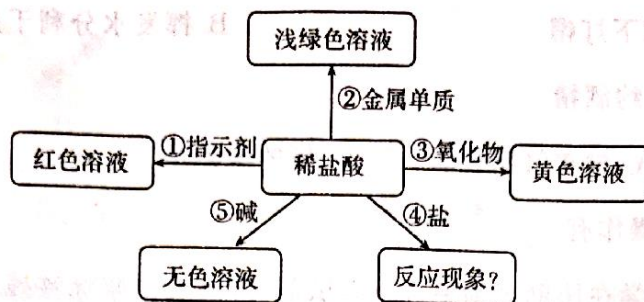 浅绿色溶液
②金属单质
红色溶液
①指示剂
稀盐酸
③氧化物
黄色溶液
⑤碱
④盐
无色溶液
反应现象?